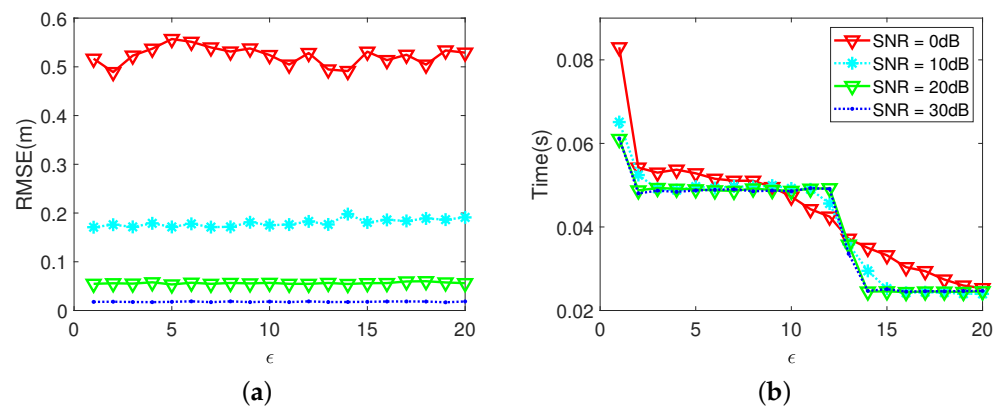 0.6
0.5
0.4
0.3
0.2
0.1
0
RMSE(m)
0 5 10 15 20
ϵ
(a)
0.08
0.06
0.04
0.02
Time(s)
0 5 10 15 20
ϵ
SNR = 0dB
SNR = 10dB
SNR = 20dB
SNR = 30dB
(b)